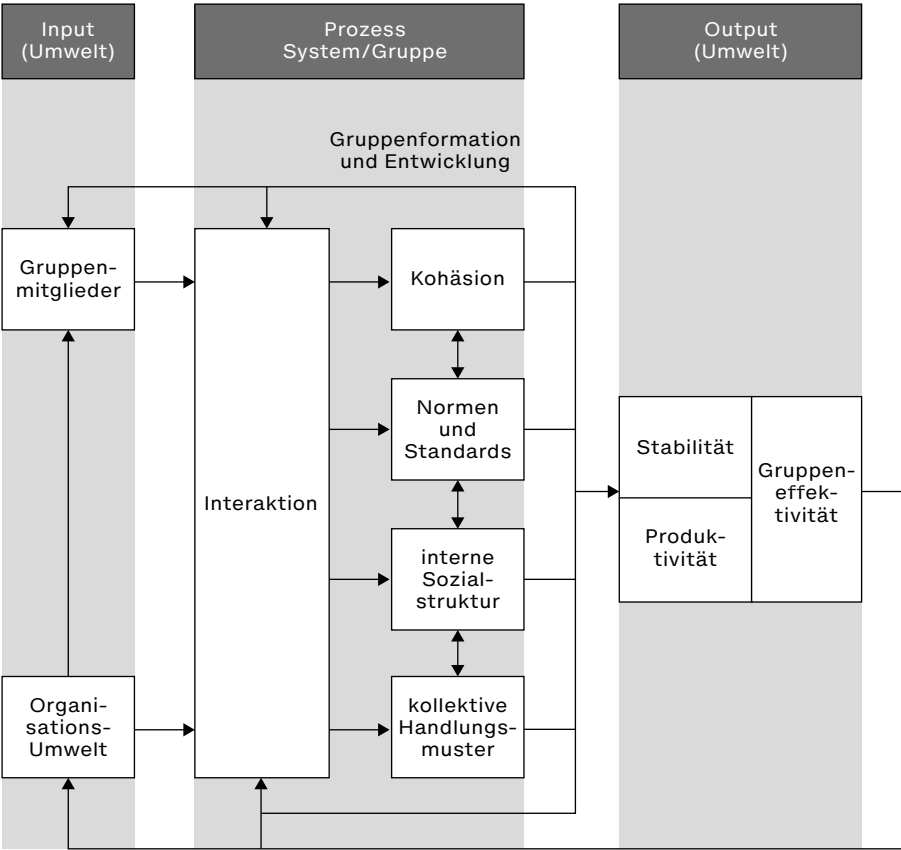 Input
(Umwelt)
Prozess
System/Gruppe
Output
(Umwelt)
Gruppenformation
und Entwicklung
Gruppen-
mitglieder
Kohäsion
Normen
und
Standards
Interaktion
Stabilität
Gruppen-
effek-
tivität
Produk-
tivität
interne
Sozial-
struktur
Organi-
sations-
Umwelt
kollektive
Handlungs-
muster